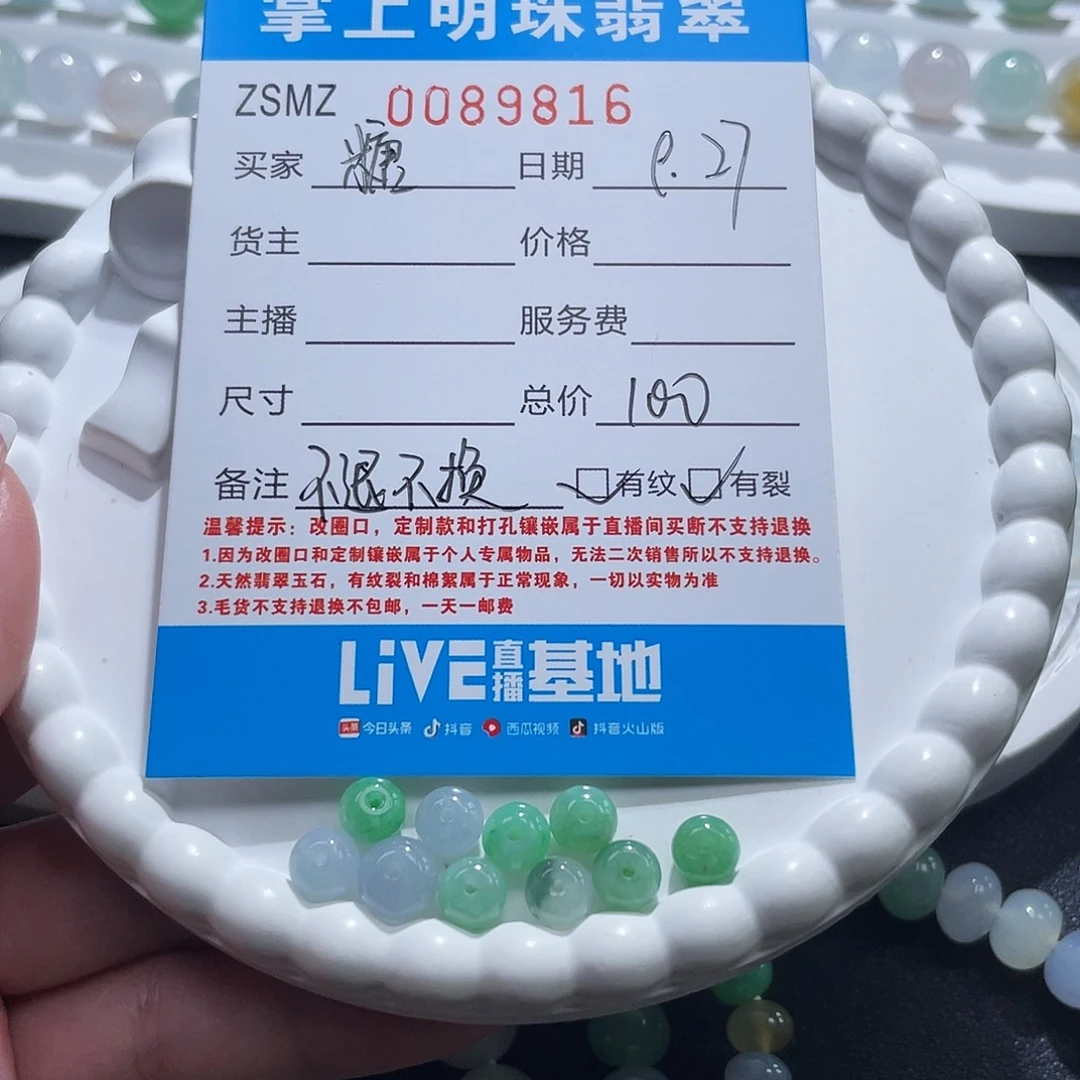 掌上明珠翡翠
ZSMZ 0089816
买家 糖 日期 9.27
货主 价格
主播 服务费
尺寸 总价 100
备注 不退不换 有纹 有裂
温馨提示：改圈口，定制款和打孔镶嵌属于直播间买断不支持退换
1.因为改圈口和定制镶嵌属于个人专属物品，无法二次销售所以不支持退换。
2.天然翡翠玉石，有纹裂和棉絮属于正常现象，一切以实物为准
3.毛货不支持退换不包邮，一天一邮费
LiVE直播基地
头条 今日头条 抖音 西瓜视频 抖音火山版